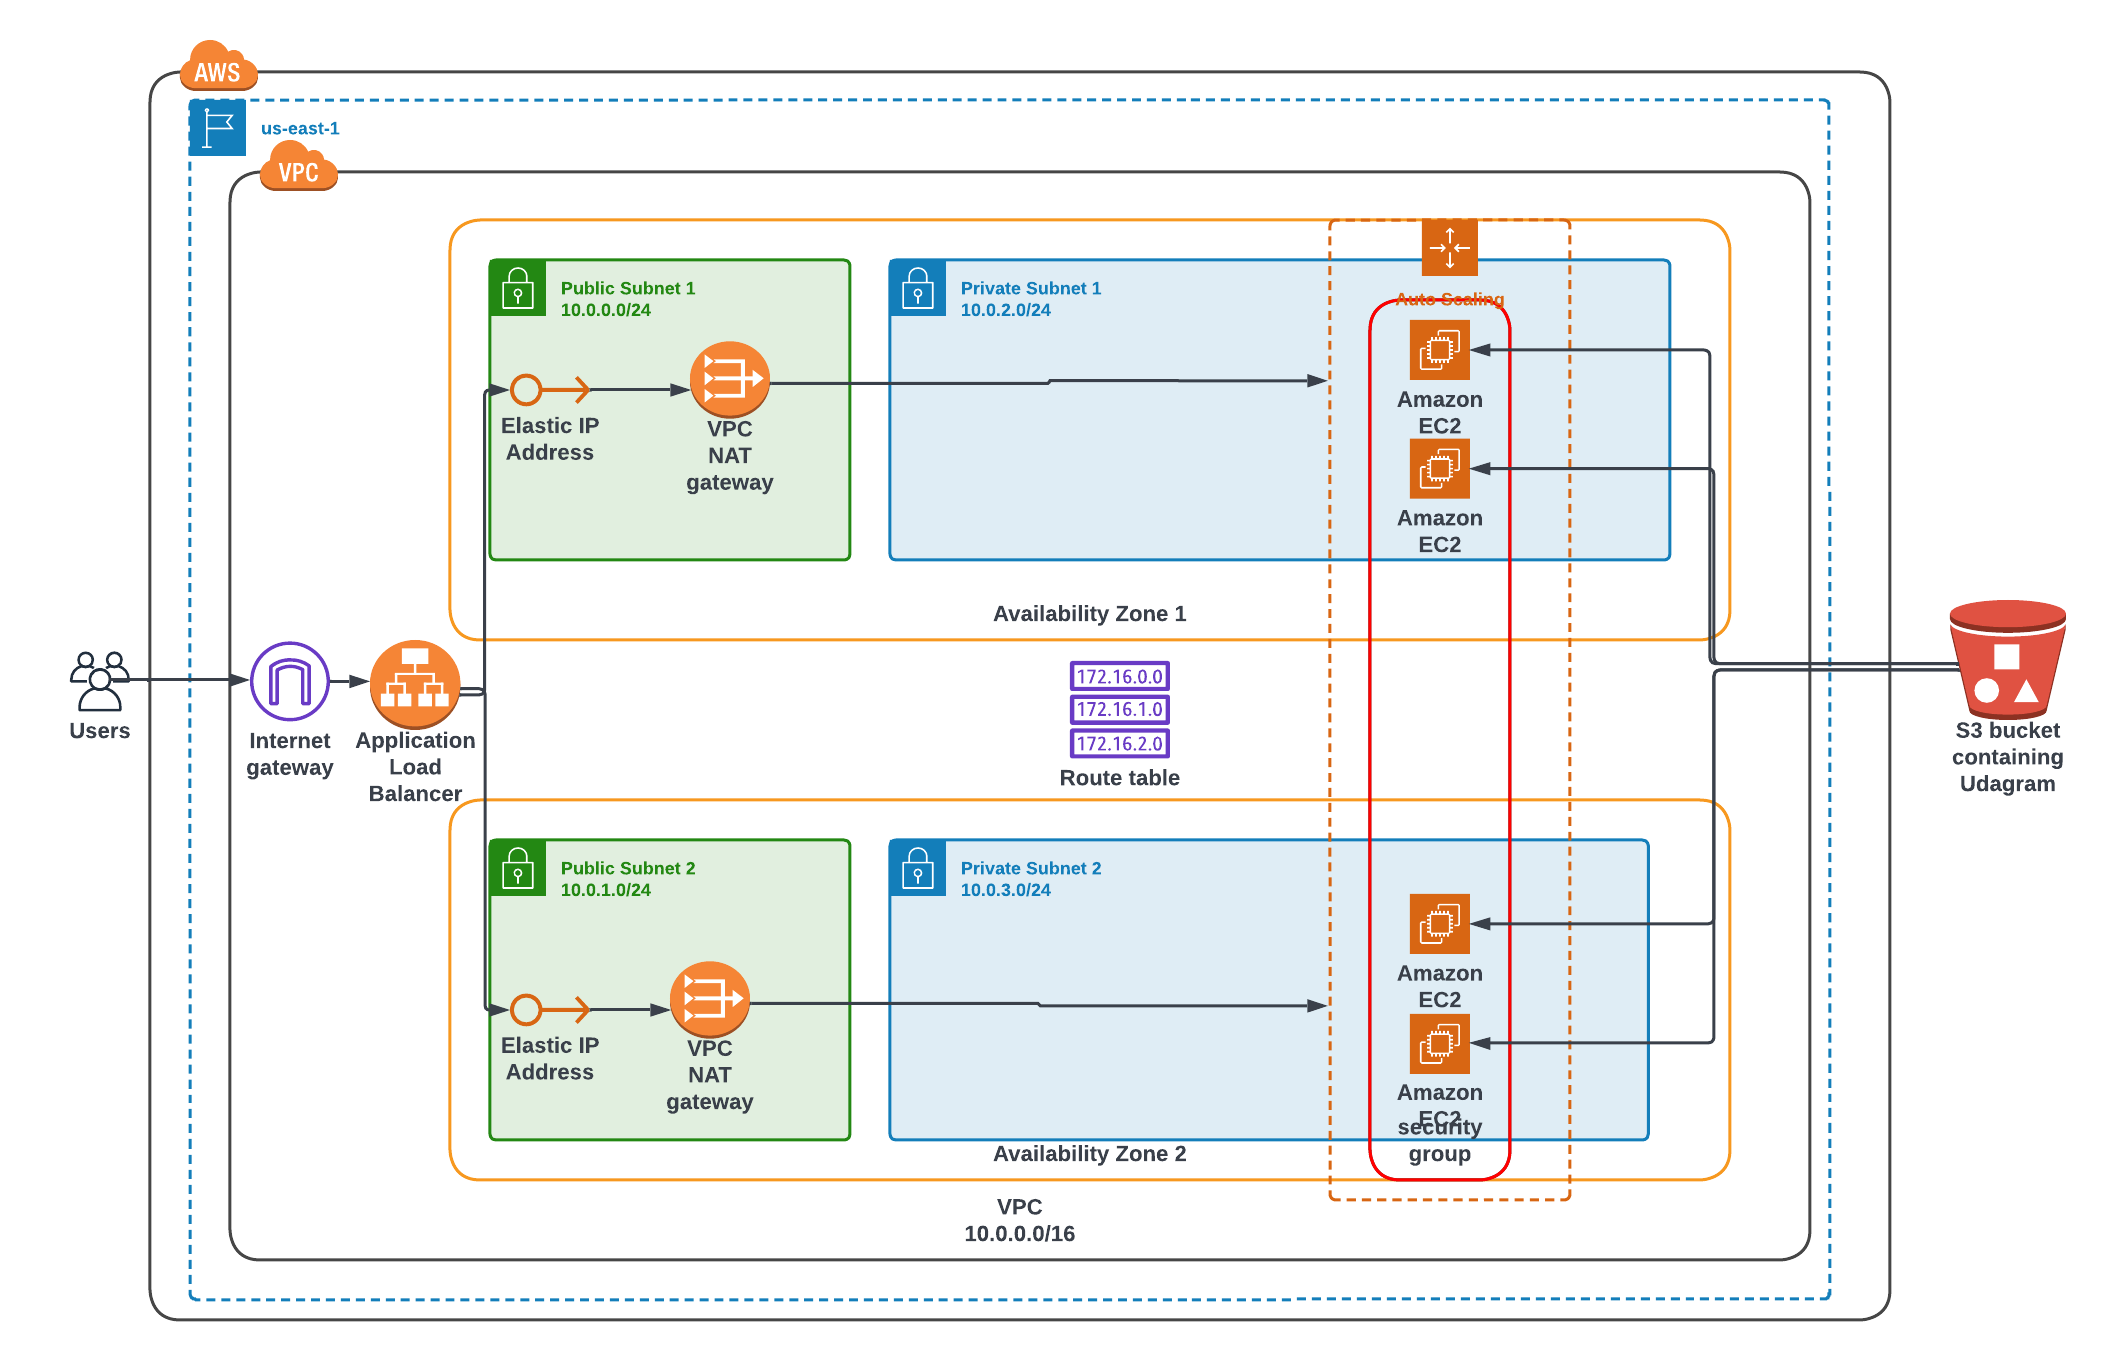 AWS
us-east-1
VPC
Public Subnet 1
10.0.0.0/24
Private Subnet 1
10.0.2.0/24
Auto Scaling
Elastic IP
Address
VPC
NAT
gateway
Amazon
EC2
Amazon
EC2
Availability Zone 1
Users
Internet
gateway
Application
Load
Balancer
172.16.0.0
172.16.1.0
172.16.2.0
Route table
S3 bucket
containing
Udagram
Public Subnet 2
10.0.1.0/24
Private Subnet 2
10.0.3.0/24
Elastic IP
Address
VPC
NAT
gateway
Amazon
EC2
Amazon
EC2
security
group
Availability Zone 2
VPC
10.0.0.0/16